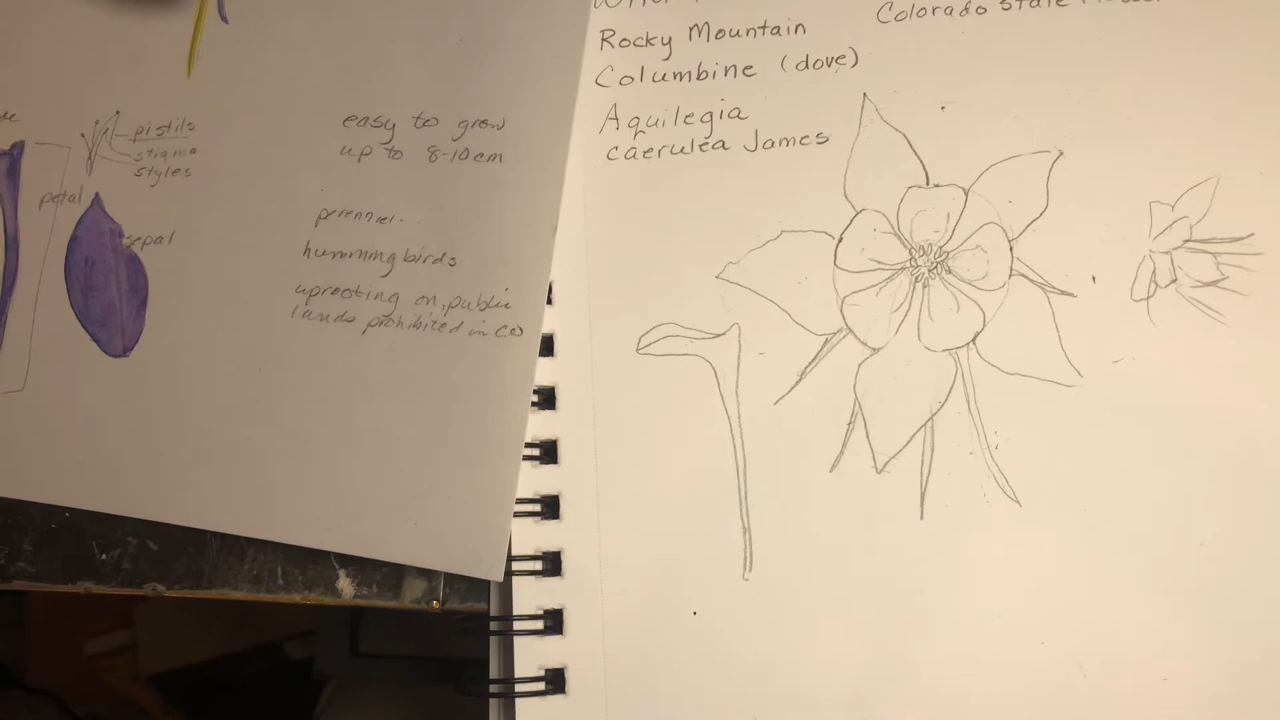 pistils
stigma
styles
petal
sepal
easy to grow
up to 8-10cm
perennier.
hummingbirds
uprooting on public
lands prohibited in CO
Colorado State
Rocky Mountain
Columbine (dove)
Aquilegia
caerulea James